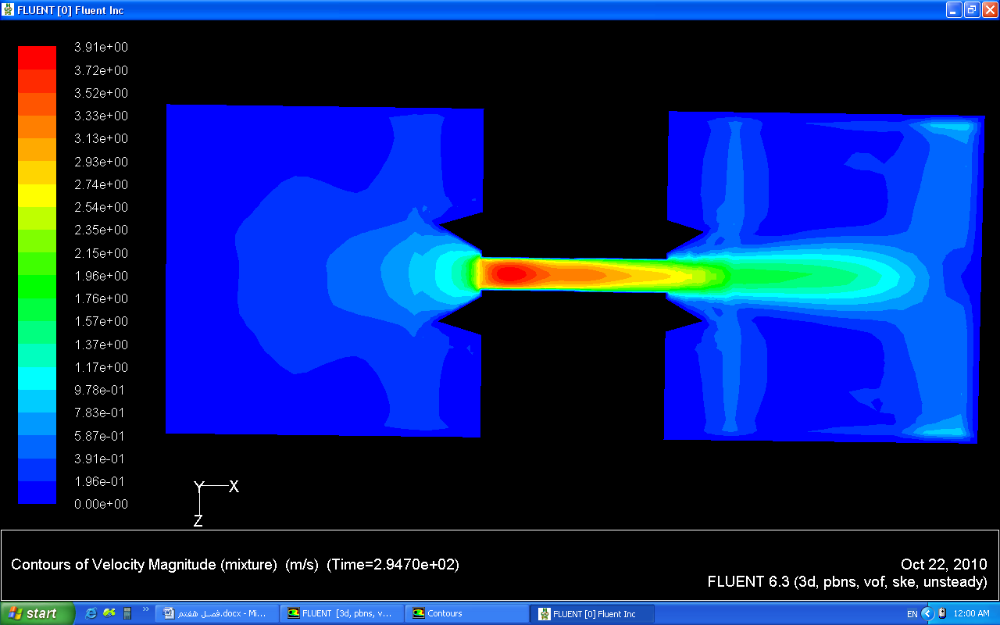 FLUENT [0] Fluent Inc
3.91e+00
3.72e+00
3.52e+00
3.33e+00
3.13e+00
2.93e+00
2.74e+00
2.54e+00
2.35e+00
2.15e+00
1.96e+00
1.76e+00
1.57e+00
1.37e+00
1.17e+00
9.78e-01
7.83e-01
5.87e-01
3.91e-01
1.96e-01
0.00e+00
Y X
Z
Contours of Velocity Magnitude (mixture) (m/s) (Time=2.9470e+02)
Oct 22, 2010
FLUENT 6.3 (3d, pbns, vof, ske, unsteady)
start
فصل هفتم.docx - Mi...
FLUENT [3d, pbns, v...
Contours
FLUENT [0] Fluent Inc
EN
12:00 AM